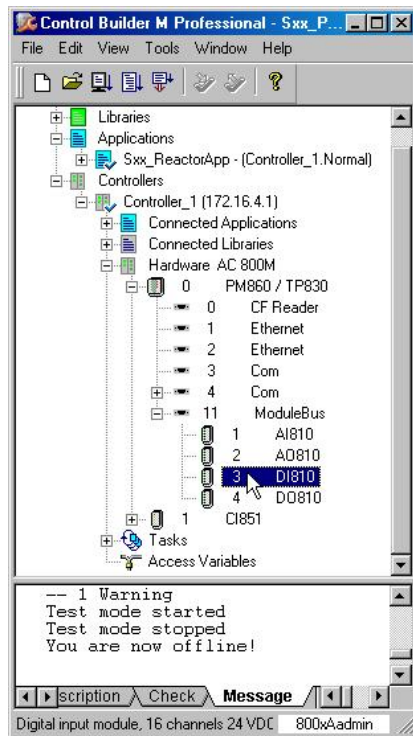 Control Builder M Professional - Sxx_P...
File Edit View Tools Window Help
Libraries
Applications
Sxx_ReactorApp - (Controller_1.Normal)
Controllers
Controller_1 (172.16.4.1)
Connected Applications
Connected Libraries
Hardware AC 800M
0 PM860 / TP830
0 CF Reader
1 Ethernet
2 Ethernet
3 Com
4 Com
11 ModuleBus
1 AI810
2 AO810
3 DI810
4 DO810
1 CI851
Tasks
Access Variables
-- 1 Warning
Test mode started
Test mode stopped
You are now offline!
scription Check Message
Digital input module, 16 channels 24 VDC 800xAadmin